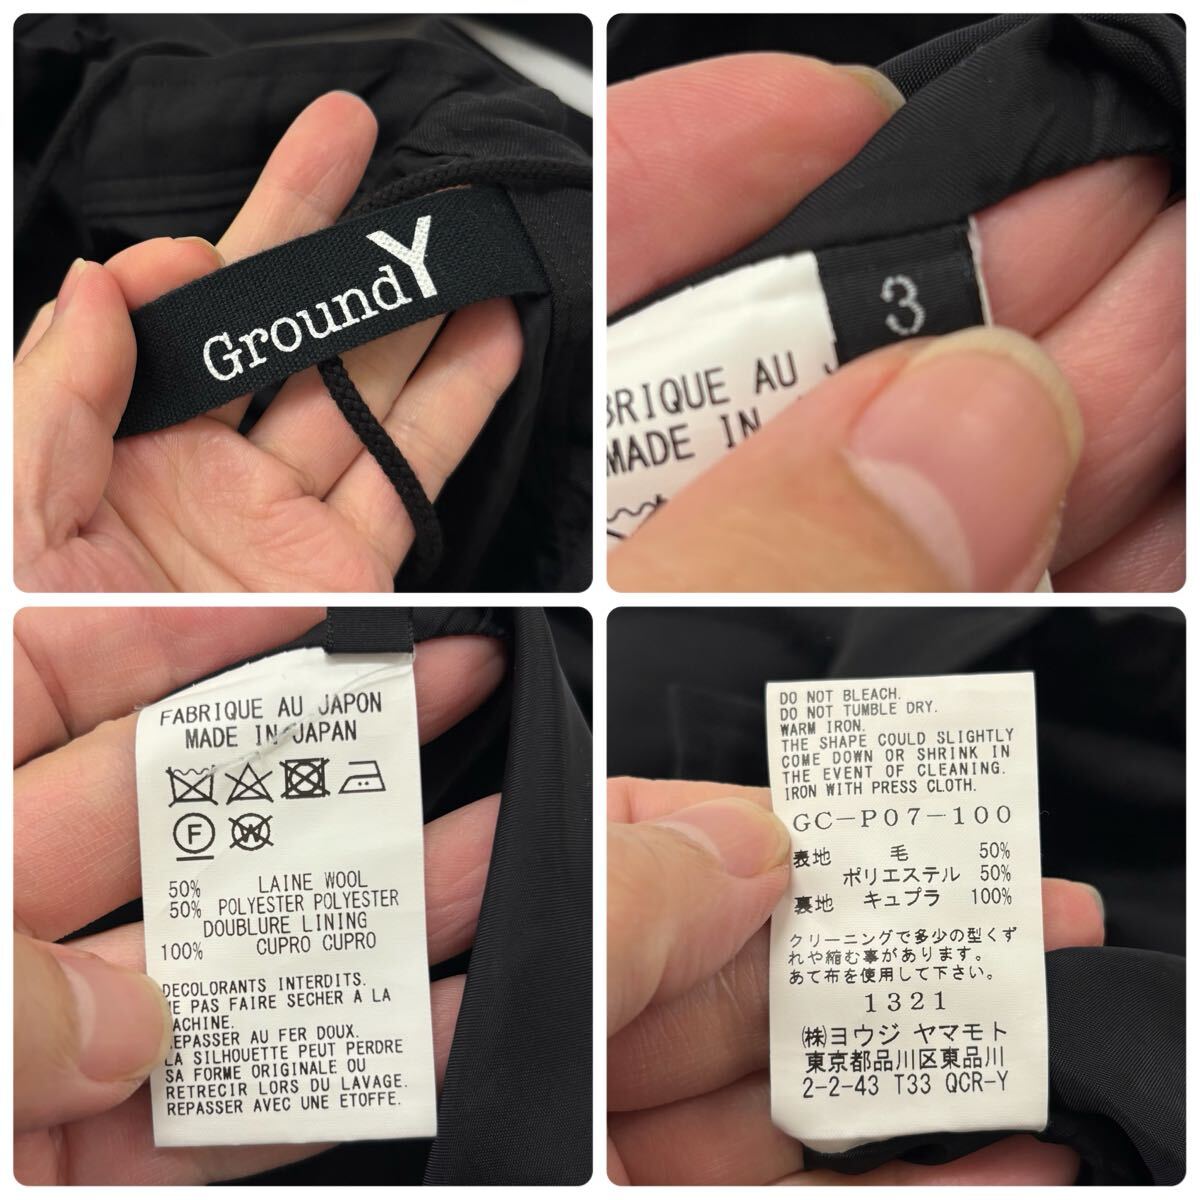 GroundY
3
BRIQUE AU J
MADE IN
FABRIQUE AU JAPON
MADE IN JAPAN
F
W
50% LAINE WOOL
50% POLYESTER POLYESTER
DOUBLURE LINING
100% CUPRO CUPRO
DECOLORANTS INTERDITS.
NE PAS FAIRE SECHER A LA
MACHINE.
REPASSER AU FER DOUX.
LA SILHOUETTE PEUT PERDRE
SA FORME ORIGINALE OU
RETRECIR LORS DU LAVAGE.
REPASSER AVEC UNE ETOFFE.
DO NOT BLEACH.
DO NOT TUMBLE DRY.
WARM IRON.
THE SHAPE COULD SLIGHTLY
COME DOWN OR SHRINK IN
THE EVENT OF CLEANING.
IRON WITH PRESS CLOTH.
GC-P07-100
表地 毛 50%
ポリエステル 50%
裏地 キュプラ 100%
クリーニングで多少の型くず
れや縮む事があります。
あて布を使用して下さい。
1321
㈱ヨウジ ヤマモト
東京都品川区東品川
2-2-43 T33 QCR-Y